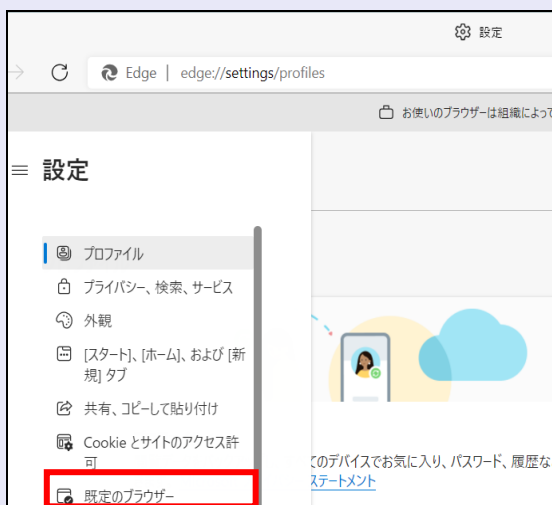 設定
Edge | edge://settings/profiles
お使いのブラウザーは組織によって
設定
プロファイル
プライバシー、検索、サービス
外観
[スタート]、[ホーム]、および [新
規] タブ
共有、コピーして貼り付け
Cookie とサイトのアクセス許
可
てのデバイスでお気に入り、パスワード、履歴な
ステートメント
既定のブラウザー